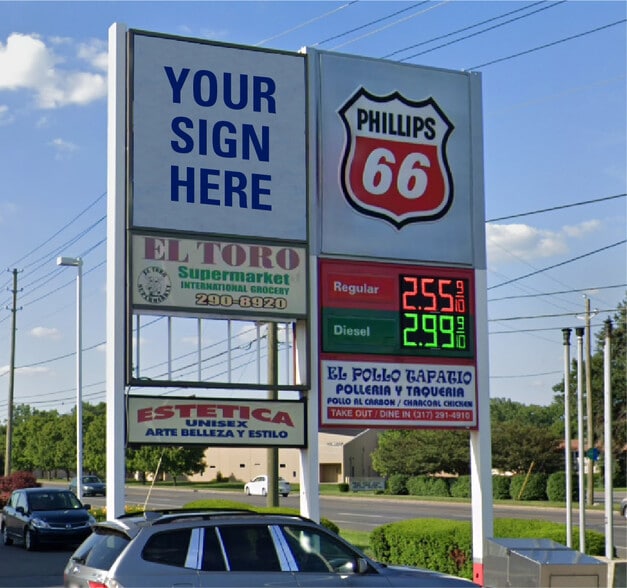 YOUR
SIGN
HERE
PHILLIPS
66
EL TORO
Supermarket
INTERNATIONAL GROCERY
290-8920
Regular 2.55 9/10
Diesel 2.99 9/10
EL POLLO TAPATIO
POLLERIA Y TAQUERIA
POLLO AL CARBON / CHARCOAL CHICKEN
TAKE OUT / DINE IN (317) 291-4910
ESTETICA
UNISEX
ARTE BELLEZA Y ESTILO